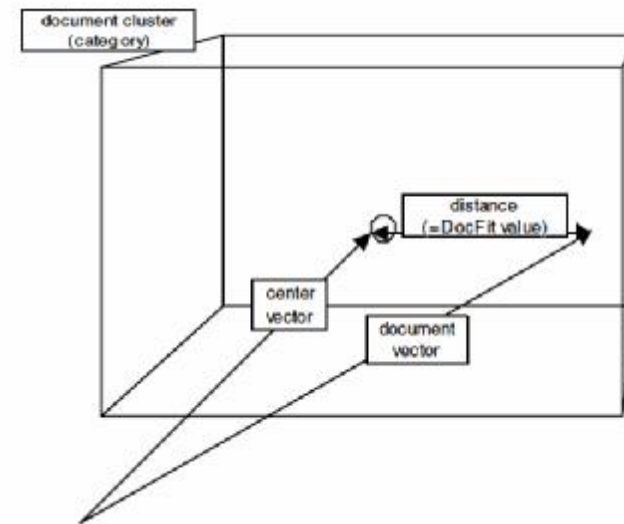 document cluster
(category)
distance
(=DocFit value)
center
vector
document
vector